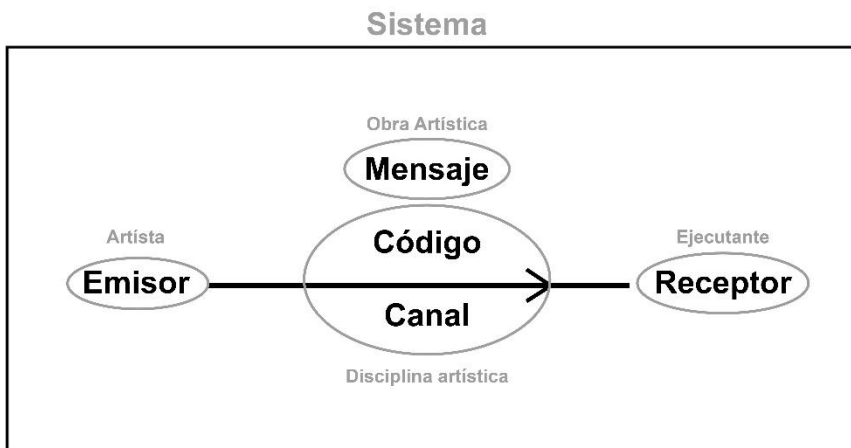 Sistema
Obra Artística
Mensaje
Artísta
Emisor
Código
Canal
Disciplina artística
Ejecutante
Receptor